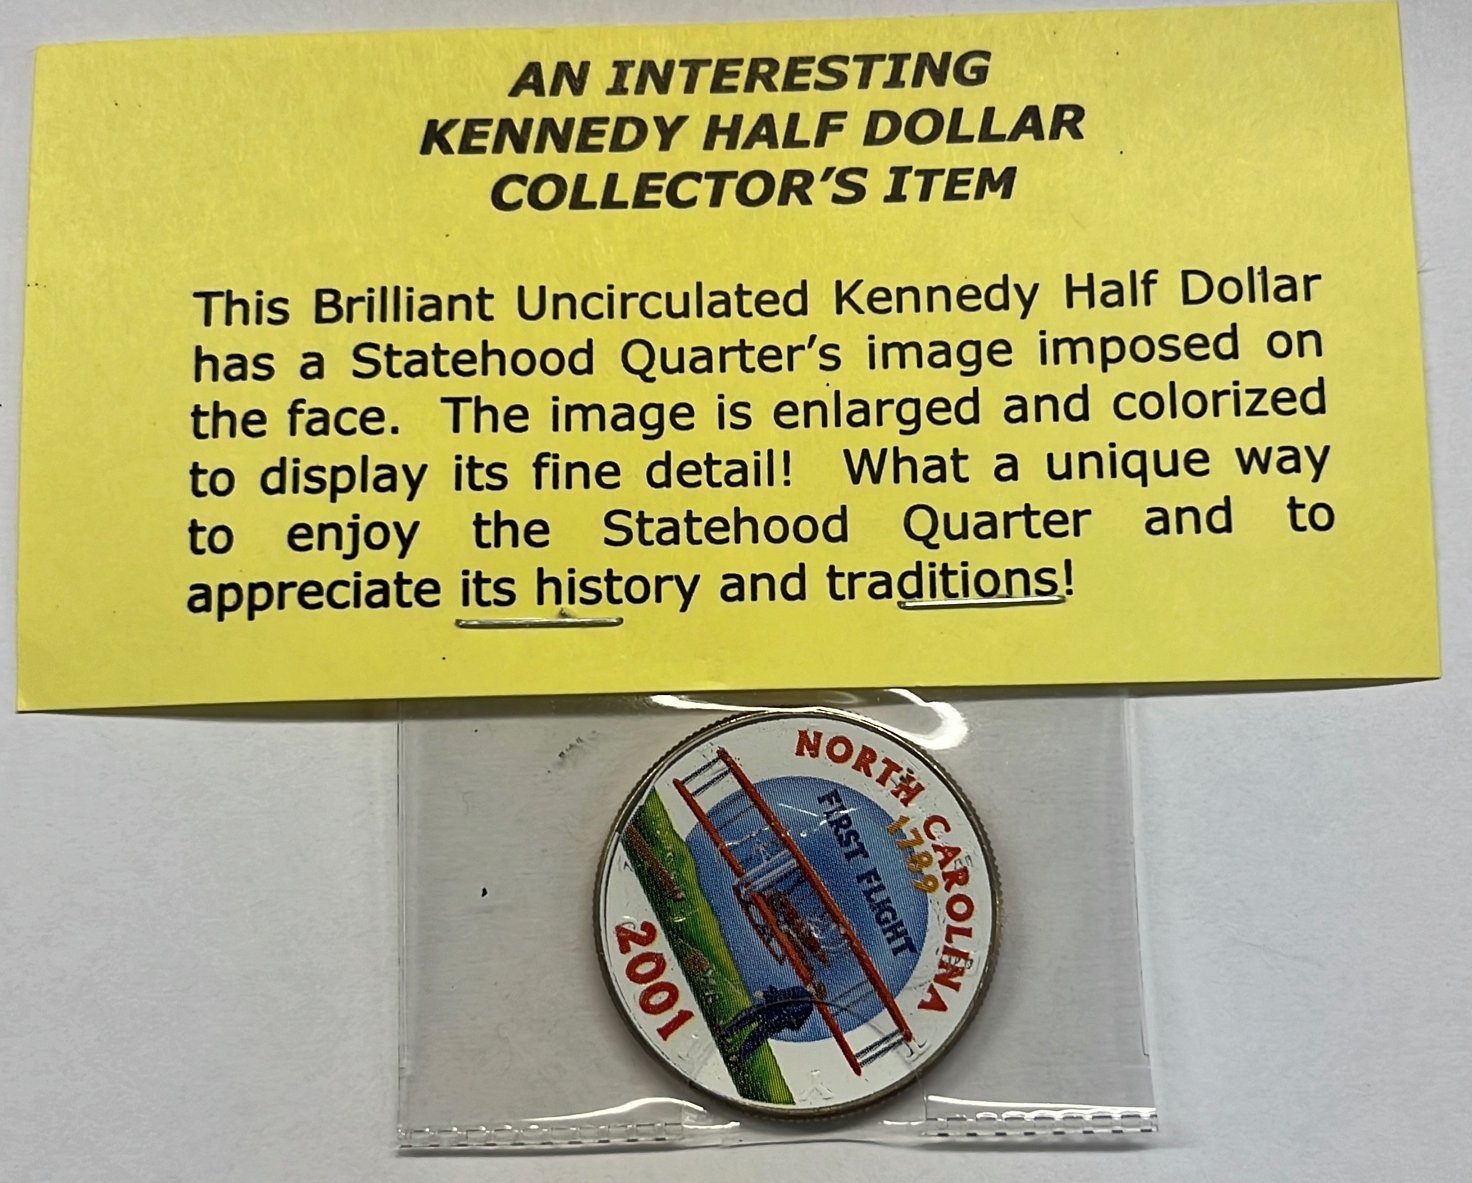 AN INTERESTING
KENNEDY HALF DOLLAR
COLLECTOR'S ITEM
This Brilliant Uncirculated Kennedy Half Dollar
has a Statehood Quarter's image imposed on
the face. The image is enlarged and colorized
to display its fine detail! What a unique way
to enjoy the Statehood Quarter and to
appreciate its history and traditions!
NORTH CAROLINA
1789
FIRST FLIGHT
2001